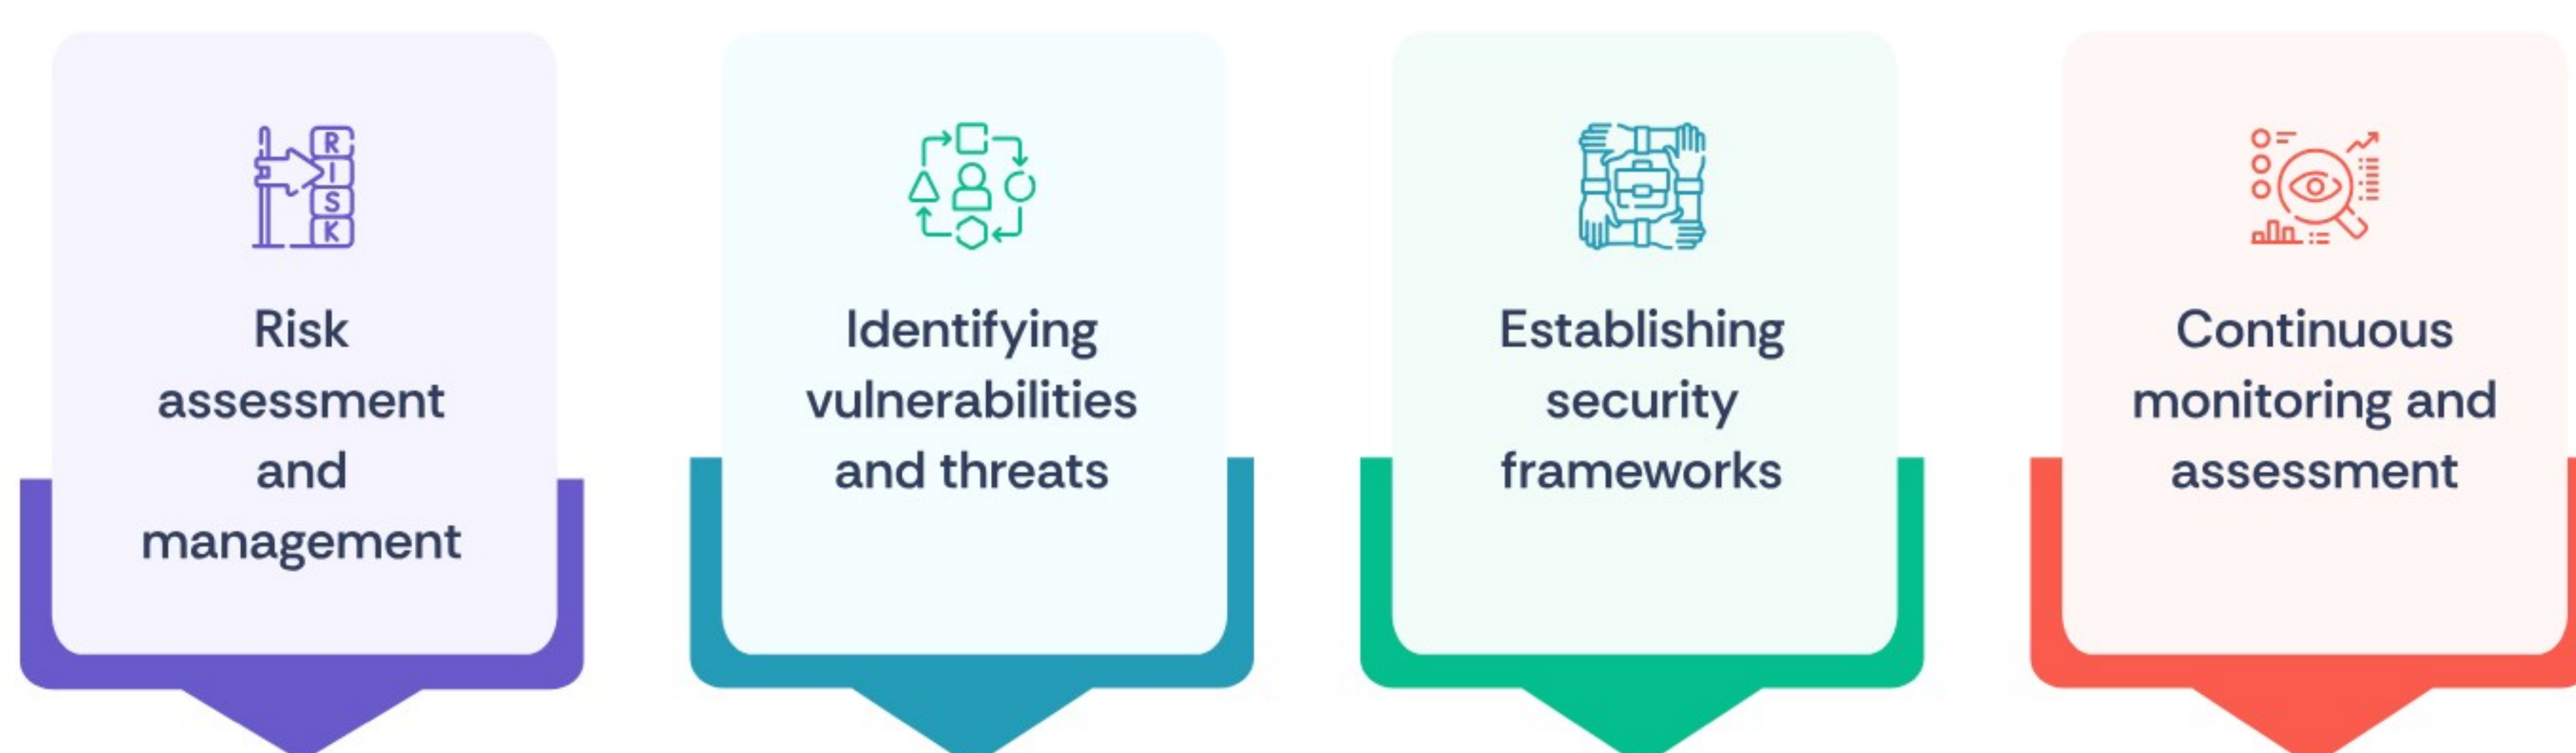 R
I
S
K
Risk
assessment
and
management
Identifying
vulnerabilities
and threats
Establishing
security
frameworks
Continuous
monitoring and
assessment